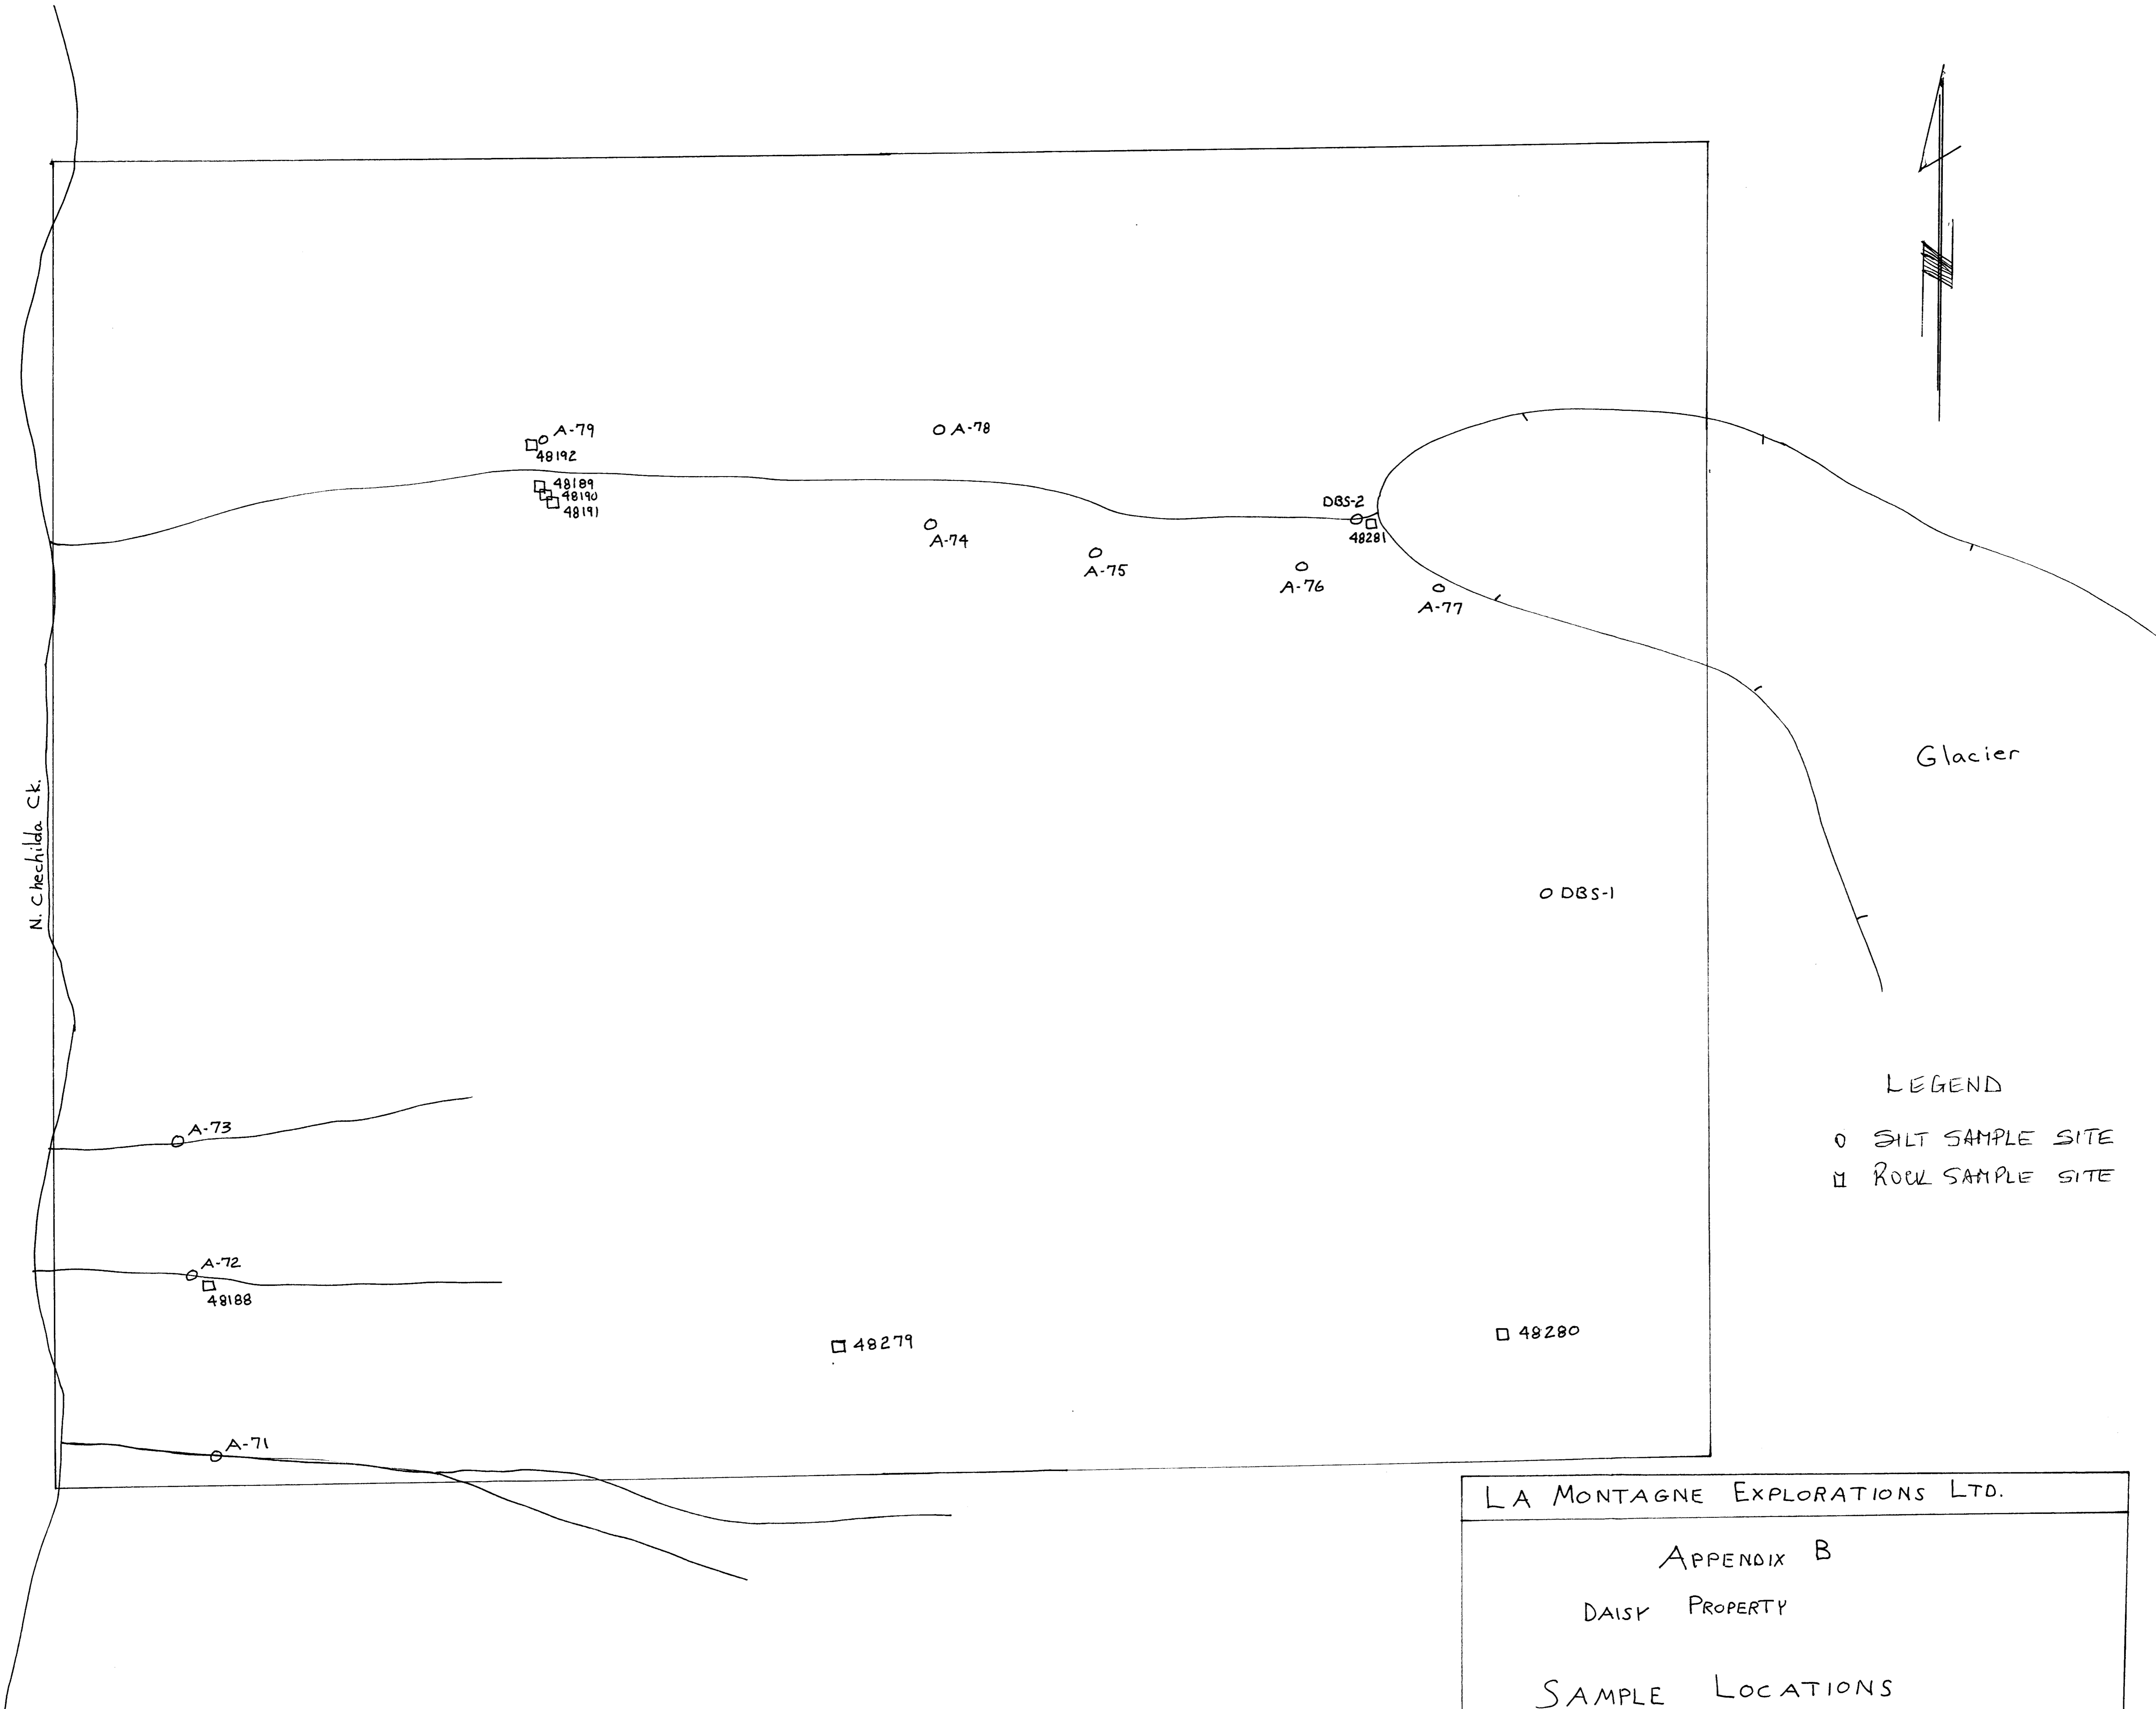 N
A-79
48192
A-78
48189
48190
48191
A-74
A-75
DBS-2
48281
A-76
A-77
Glacier
N. Chechilda Ck.
DBS-1
LEGEND
SILT SAMPLE SITE
ROCK SAMPLE SITE
A-73
A-72
48188
48279
48280
A-71
LA MONTAGNE EXPLORATIONS LTD.
APPENDIX B
DAISY PROPERTY
SAMPLE LOCATIONS